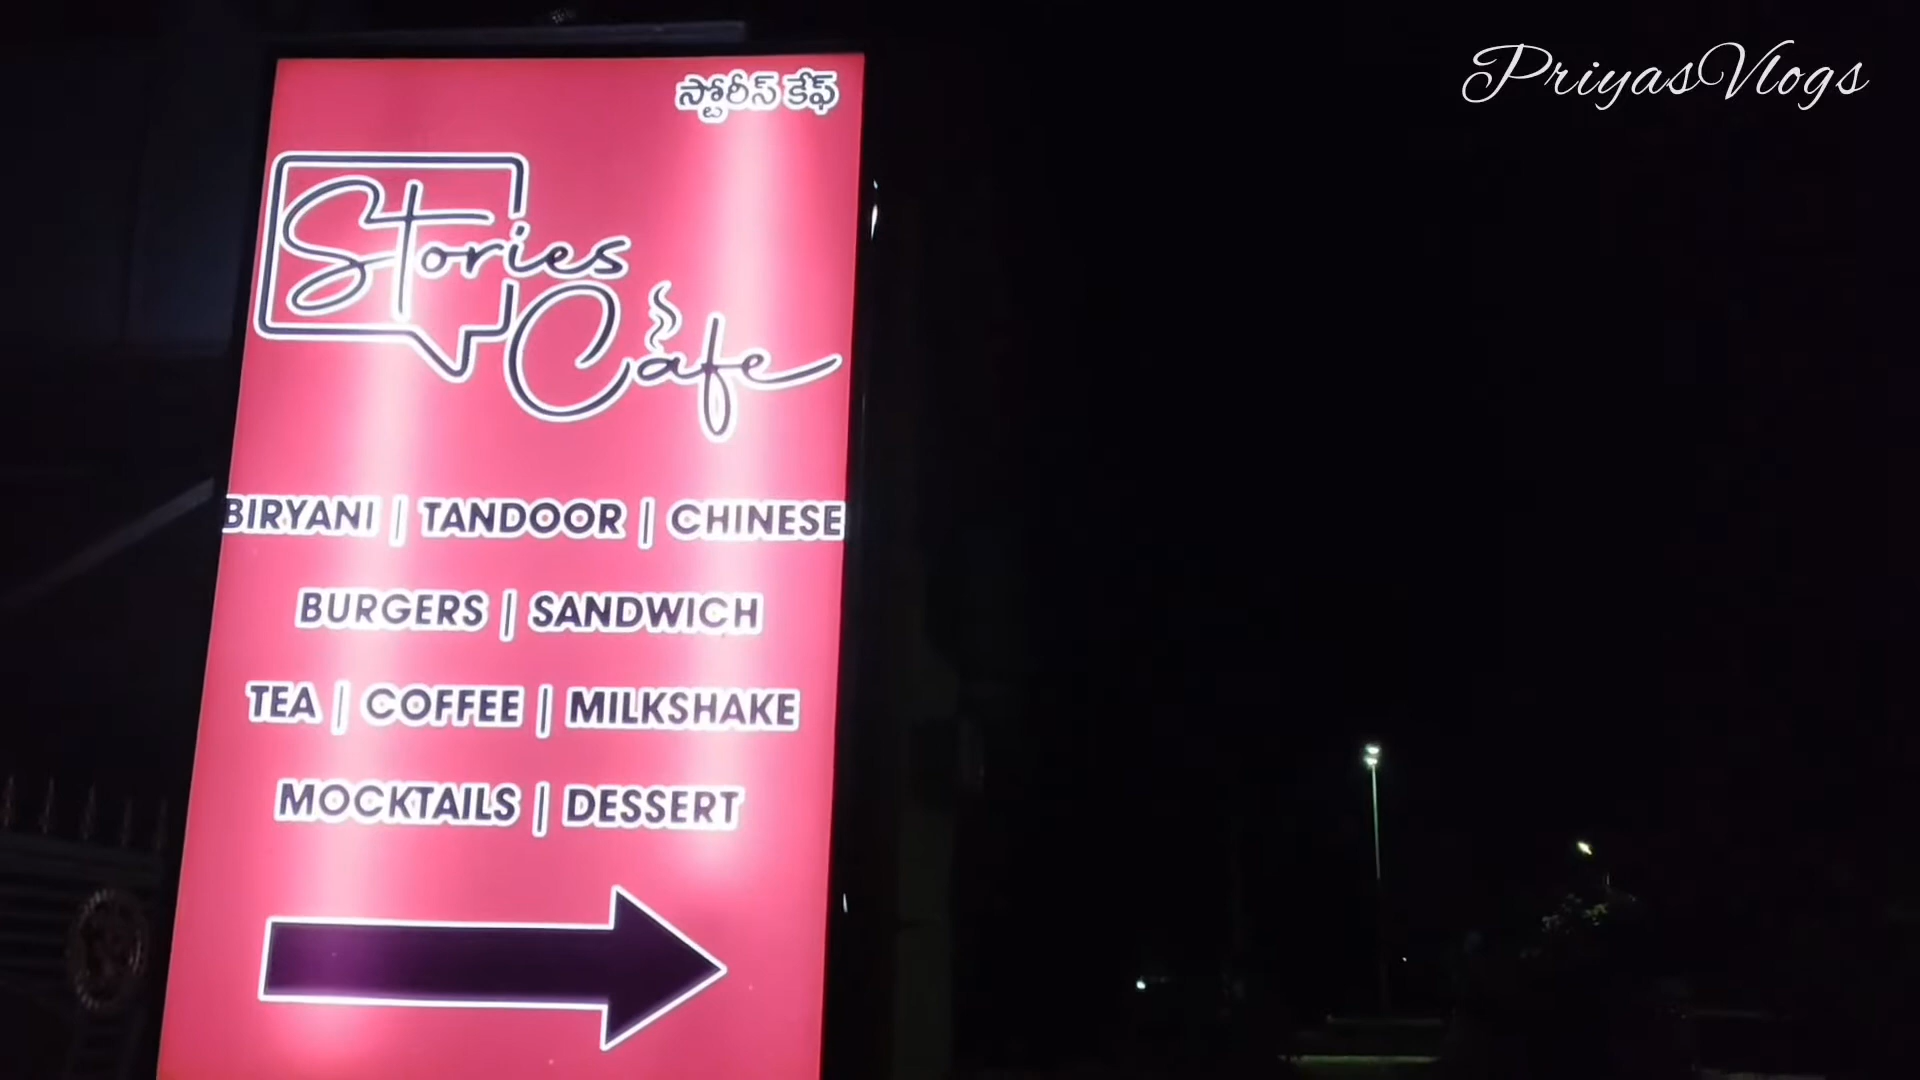 PriyasVlogs
స్టోరీస్ కేఫ్
Stories
Cafe
BIRYANI | TANDOOR | CHINESE
BURGERS | SANDWICH
TEA | COFFEE | MILKSHAKE
MOCKTAILS | DESSERT